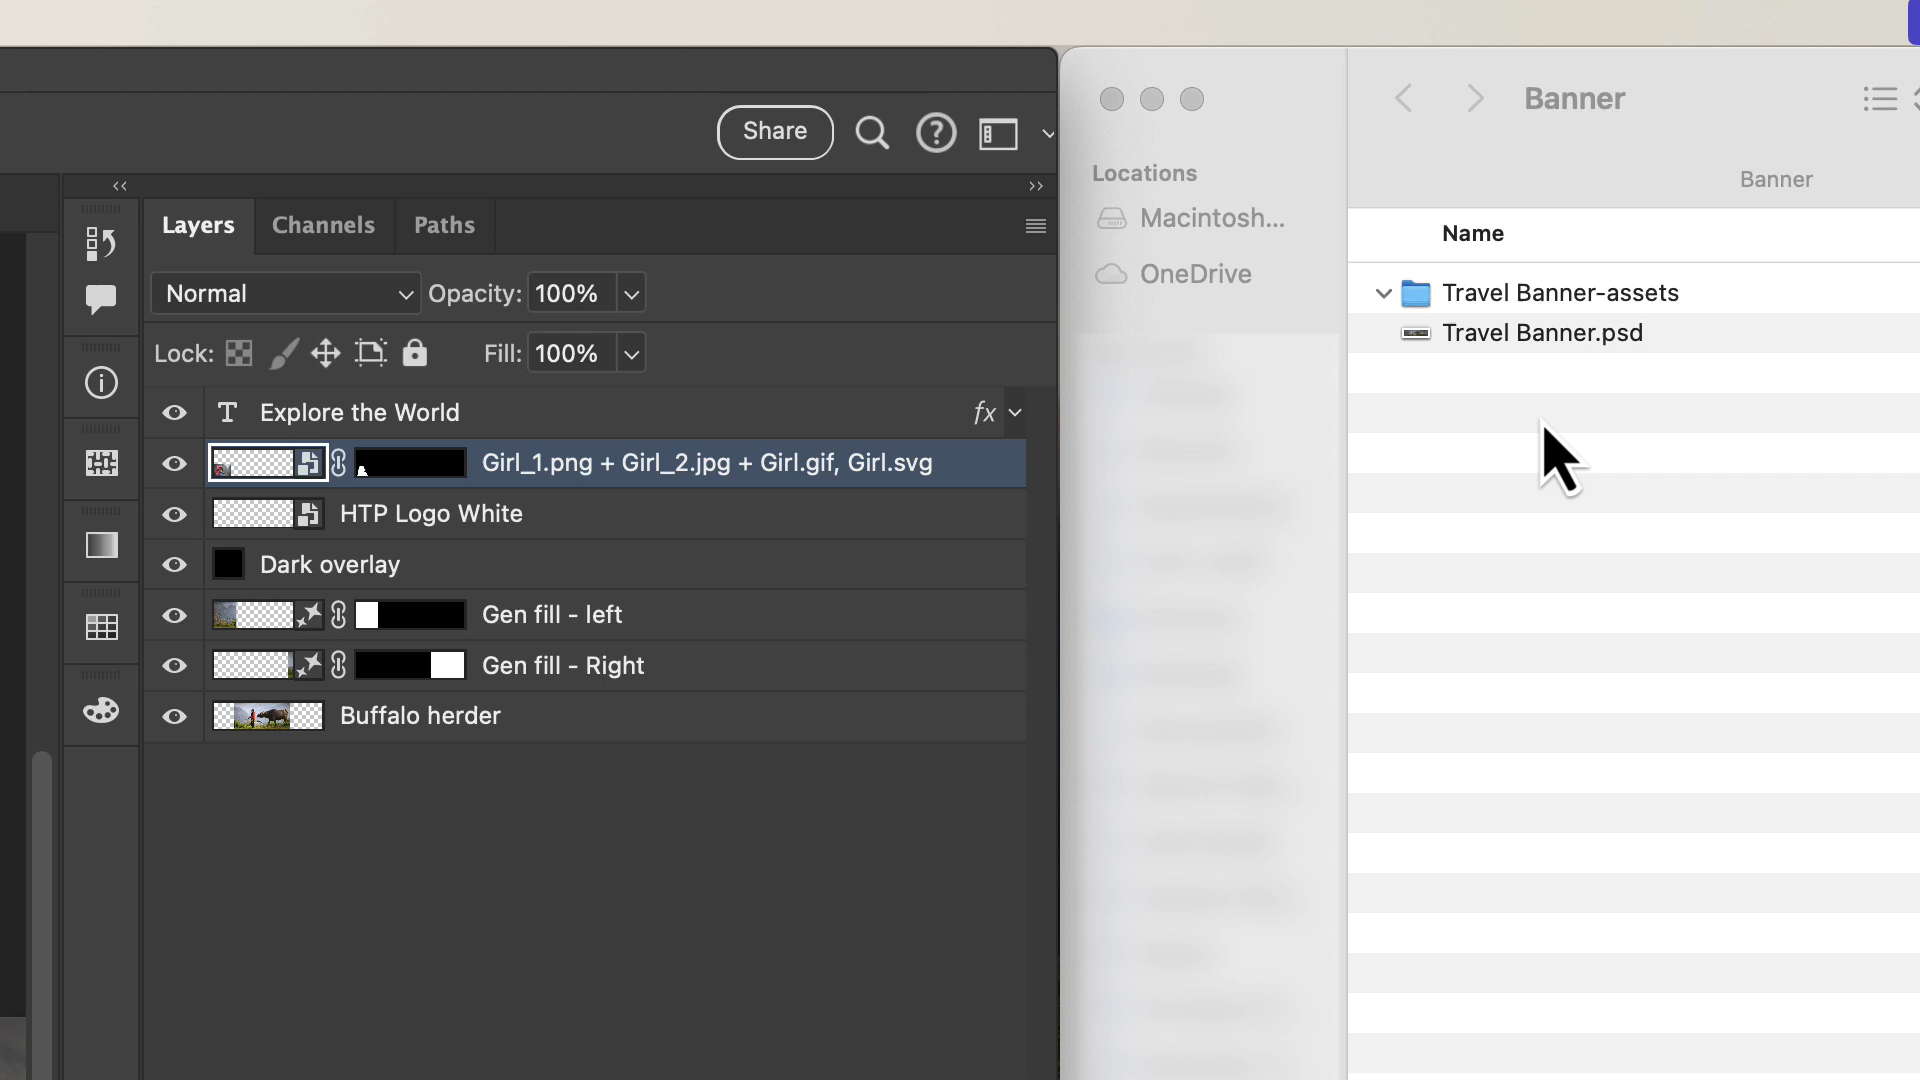 Share
Layers
Channels
Paths
Normal
Opacity: 100%
Lock:
Fill: 100%
T Explore the World fx
Girl_1.png + Girl_2.jpg + Girl.gif, Girl.svg
HTP Logo White
Dark overlay
Gen fill - left
Gen fill - Right
Buffalo herder
Locations
Macintosh...
OneDrive
Banner
Banner
Name
Travel Banner-assets
Travel Banner.psd